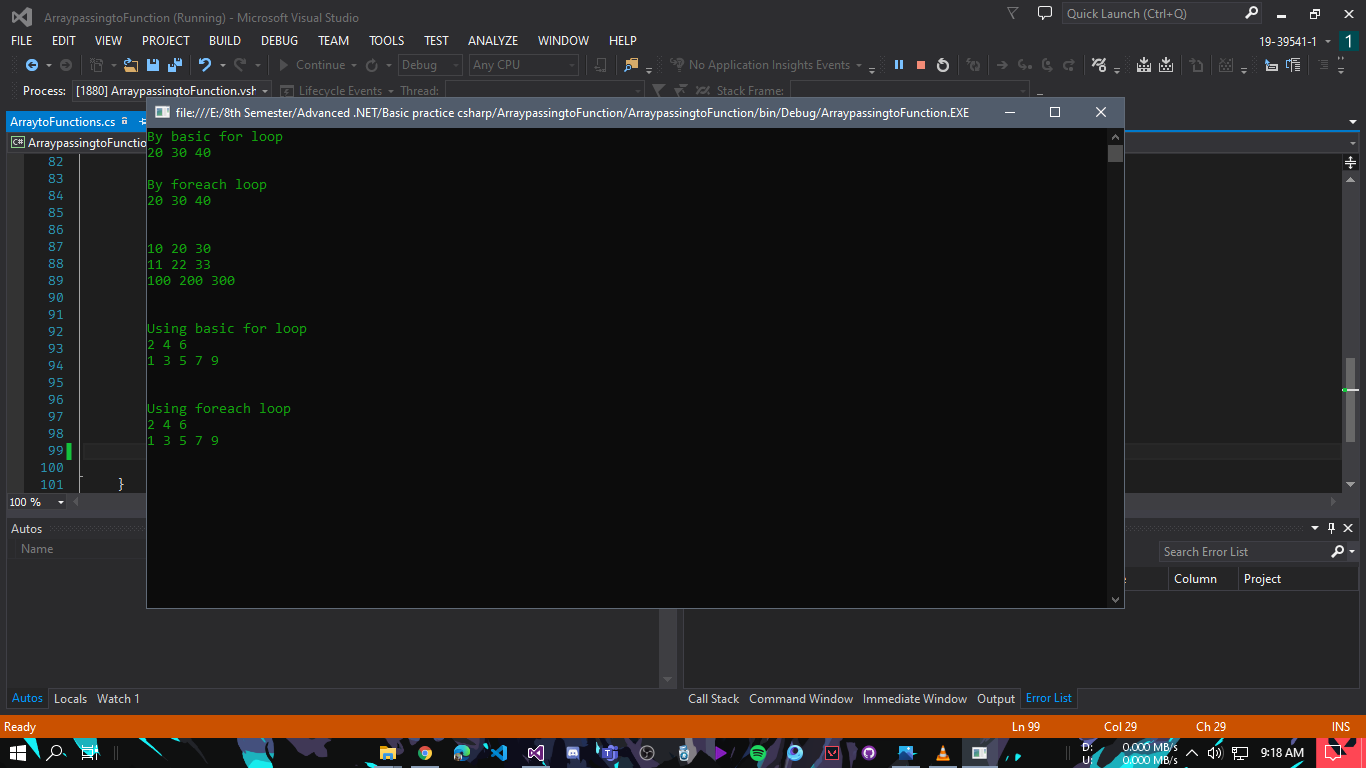 ArraypassingtoFunction (Running) - Microsoft Visual Studio
Quick Launch (Ctrl+Q)
FILE EDIT VIEW PROJECT BUILD DEBUG TEAM TOOLS TEST ANALYZE WINDOW HELP
19-39541-1 1
Continue Debug Any CPU No Application Insights Events
Process: [1880] ArraypassingtoFunction.vsh Lifecycle Events Thread: Stack Frame:
ArraytoFunctions.cs
file:///E:/8th Semester/Advanced .NET/Basic practice csharp/ArraypassingtoFunction/ArraypassingtoFunction/bin/Debug/ArraypassingtoFunction.EXE
C# ArraypassingtoFunctio
By basic for loop
20 30 40
By foreach loop
20 30 40
10 20 30
11 22 33
100 200 300
Using basic for loop
2 4 6
1 3 5 7 9
Using foreach loop
2 4 6
1 3 5 7 9
82
83
84
85
86
87
88
89
90
91
92
93
94
95
96
97
98
99
100
101 }
100 %
Autos
Name
Search Error List
Column Project
Autos Locals Watch 1
Call Stack Command Window Immediate Window Output Error List
Ready Ln 99 Col 29 Ch 29 INS
D: 0.000 MB/s
U: 0.000 MB/s
9:18 AM